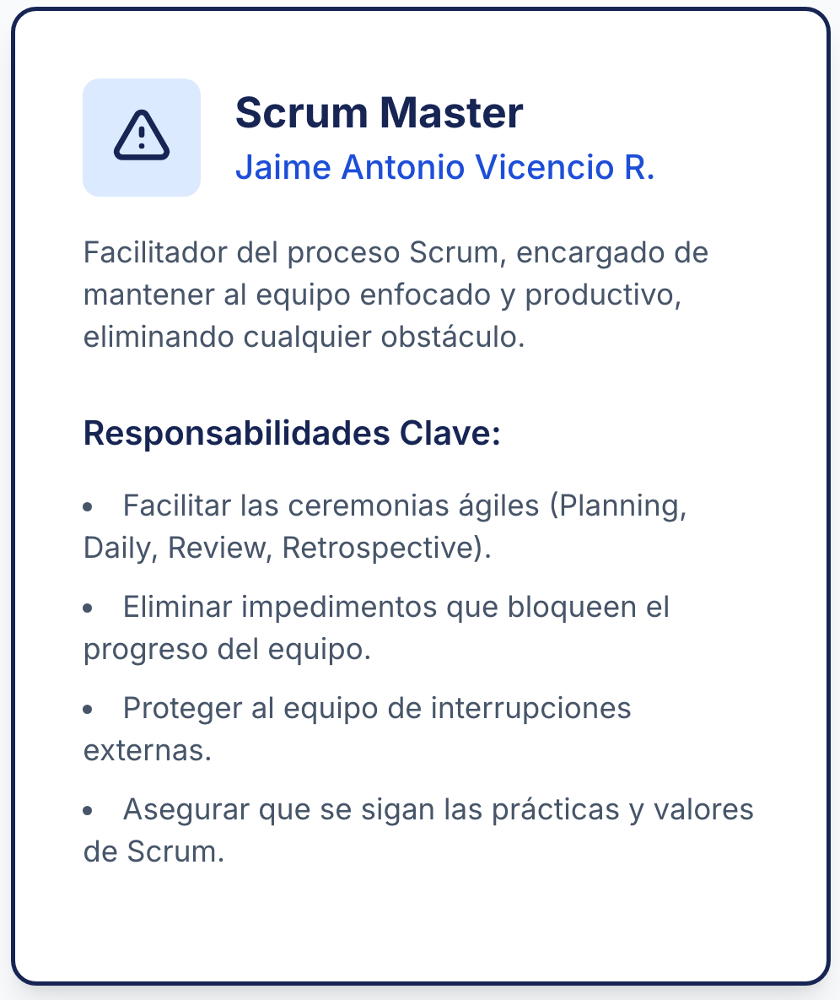 Scrum Master
Jaime Antonio Vicencio R.
Facilitador del proceso Scrum, encargado de
mantener al equipo enfocado y productivo,
eliminando cualquier obstáculo.
Responsabilidades Clave:
• Facilitar las ceremonias ágiles (Planning,
Daily, Review, Retrospective).
• Eliminar impedimentos que bloqueen el
progreso del equipo.
• Proteger al equipo de interrupciones
externas.
• Asegurar que se sigan las prácticas y valores
de Scrum.